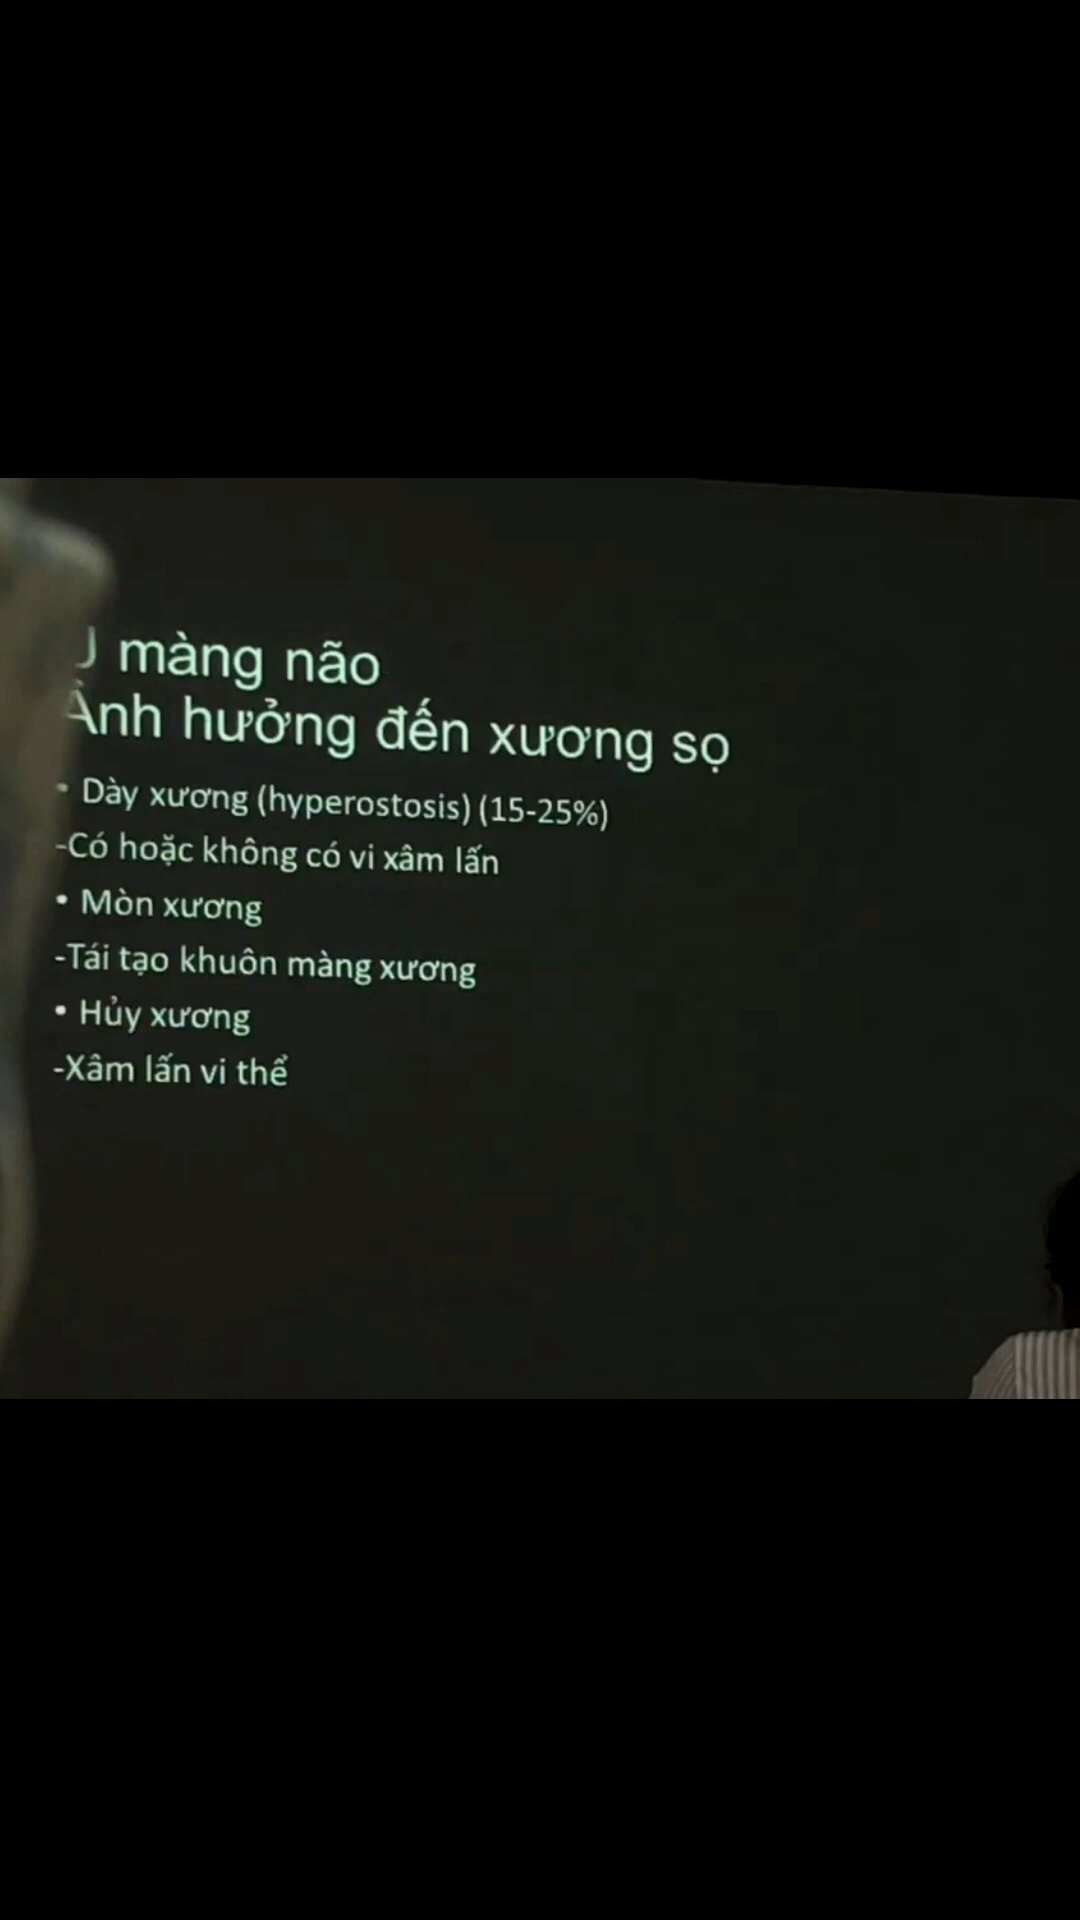 U màng não
Ảnh hưởng đến xương sọ
• Dày xương (hyperostosis) (15-25%)
-Có hoặc không có vi xâm lấn
• Mòn xương
-Tái tạo khuôn màng xương
• Hủy xương
-Xâm lấn vi thể